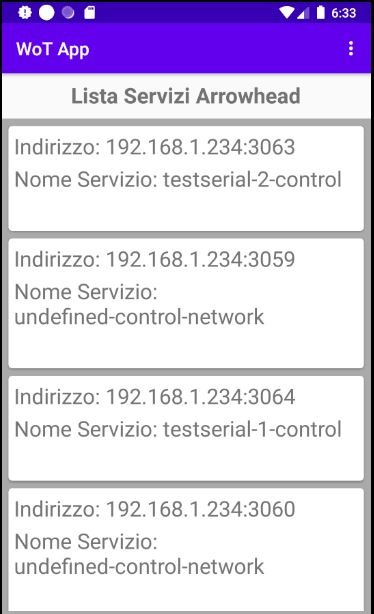 6:33
WoT App
Lista Servizi Arrowhead
Indirizzo: 192.168.1.234:3063
Nome Servizio: testserial-2-control
Indirizzo: 192.168.1.234:3059
Nome Servizio:
undefined-control-network
Indirizzo: 192.168.1.234:3064
Nome Servizio: testserial-1-control
Indirizzo: 192.168.1.234:3060
Nome Servizio:
undefined-control-network